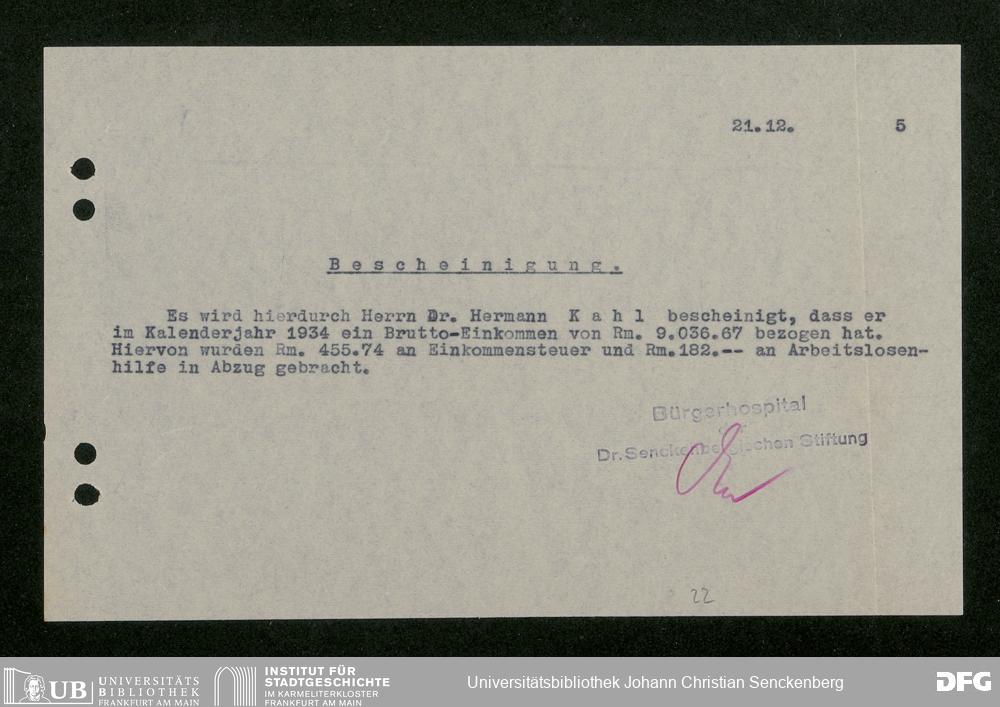 21.12. 5
Bescheinigung.
Es wird hierdurch Herrn Dr. Hermann Kahl bescheinigt, dass er
im Kalenderjahr 1934 ein Brutto-Einkommen von Rm. 9.036.67 bezogen hat.
Hiervon wurden Rm. 455.74 an Einkommensteuer und Rm.182.-- an Arbeitslosen-
hilfe in Abzug gebracht.
Bürgerhospital
Dr. Senckenbergischen Stiftung
22
UB UNIVERSITÄTS
BIBLIOTHEK
FRANKFURT AM MAIN
INSTITUT FÜR
STADTGESCHICHTE
IM KARMELITERKLOSTER
FRANKFURT AM MAIN
Universitätsbibliothek Johann Christian Senckenberg
DFG